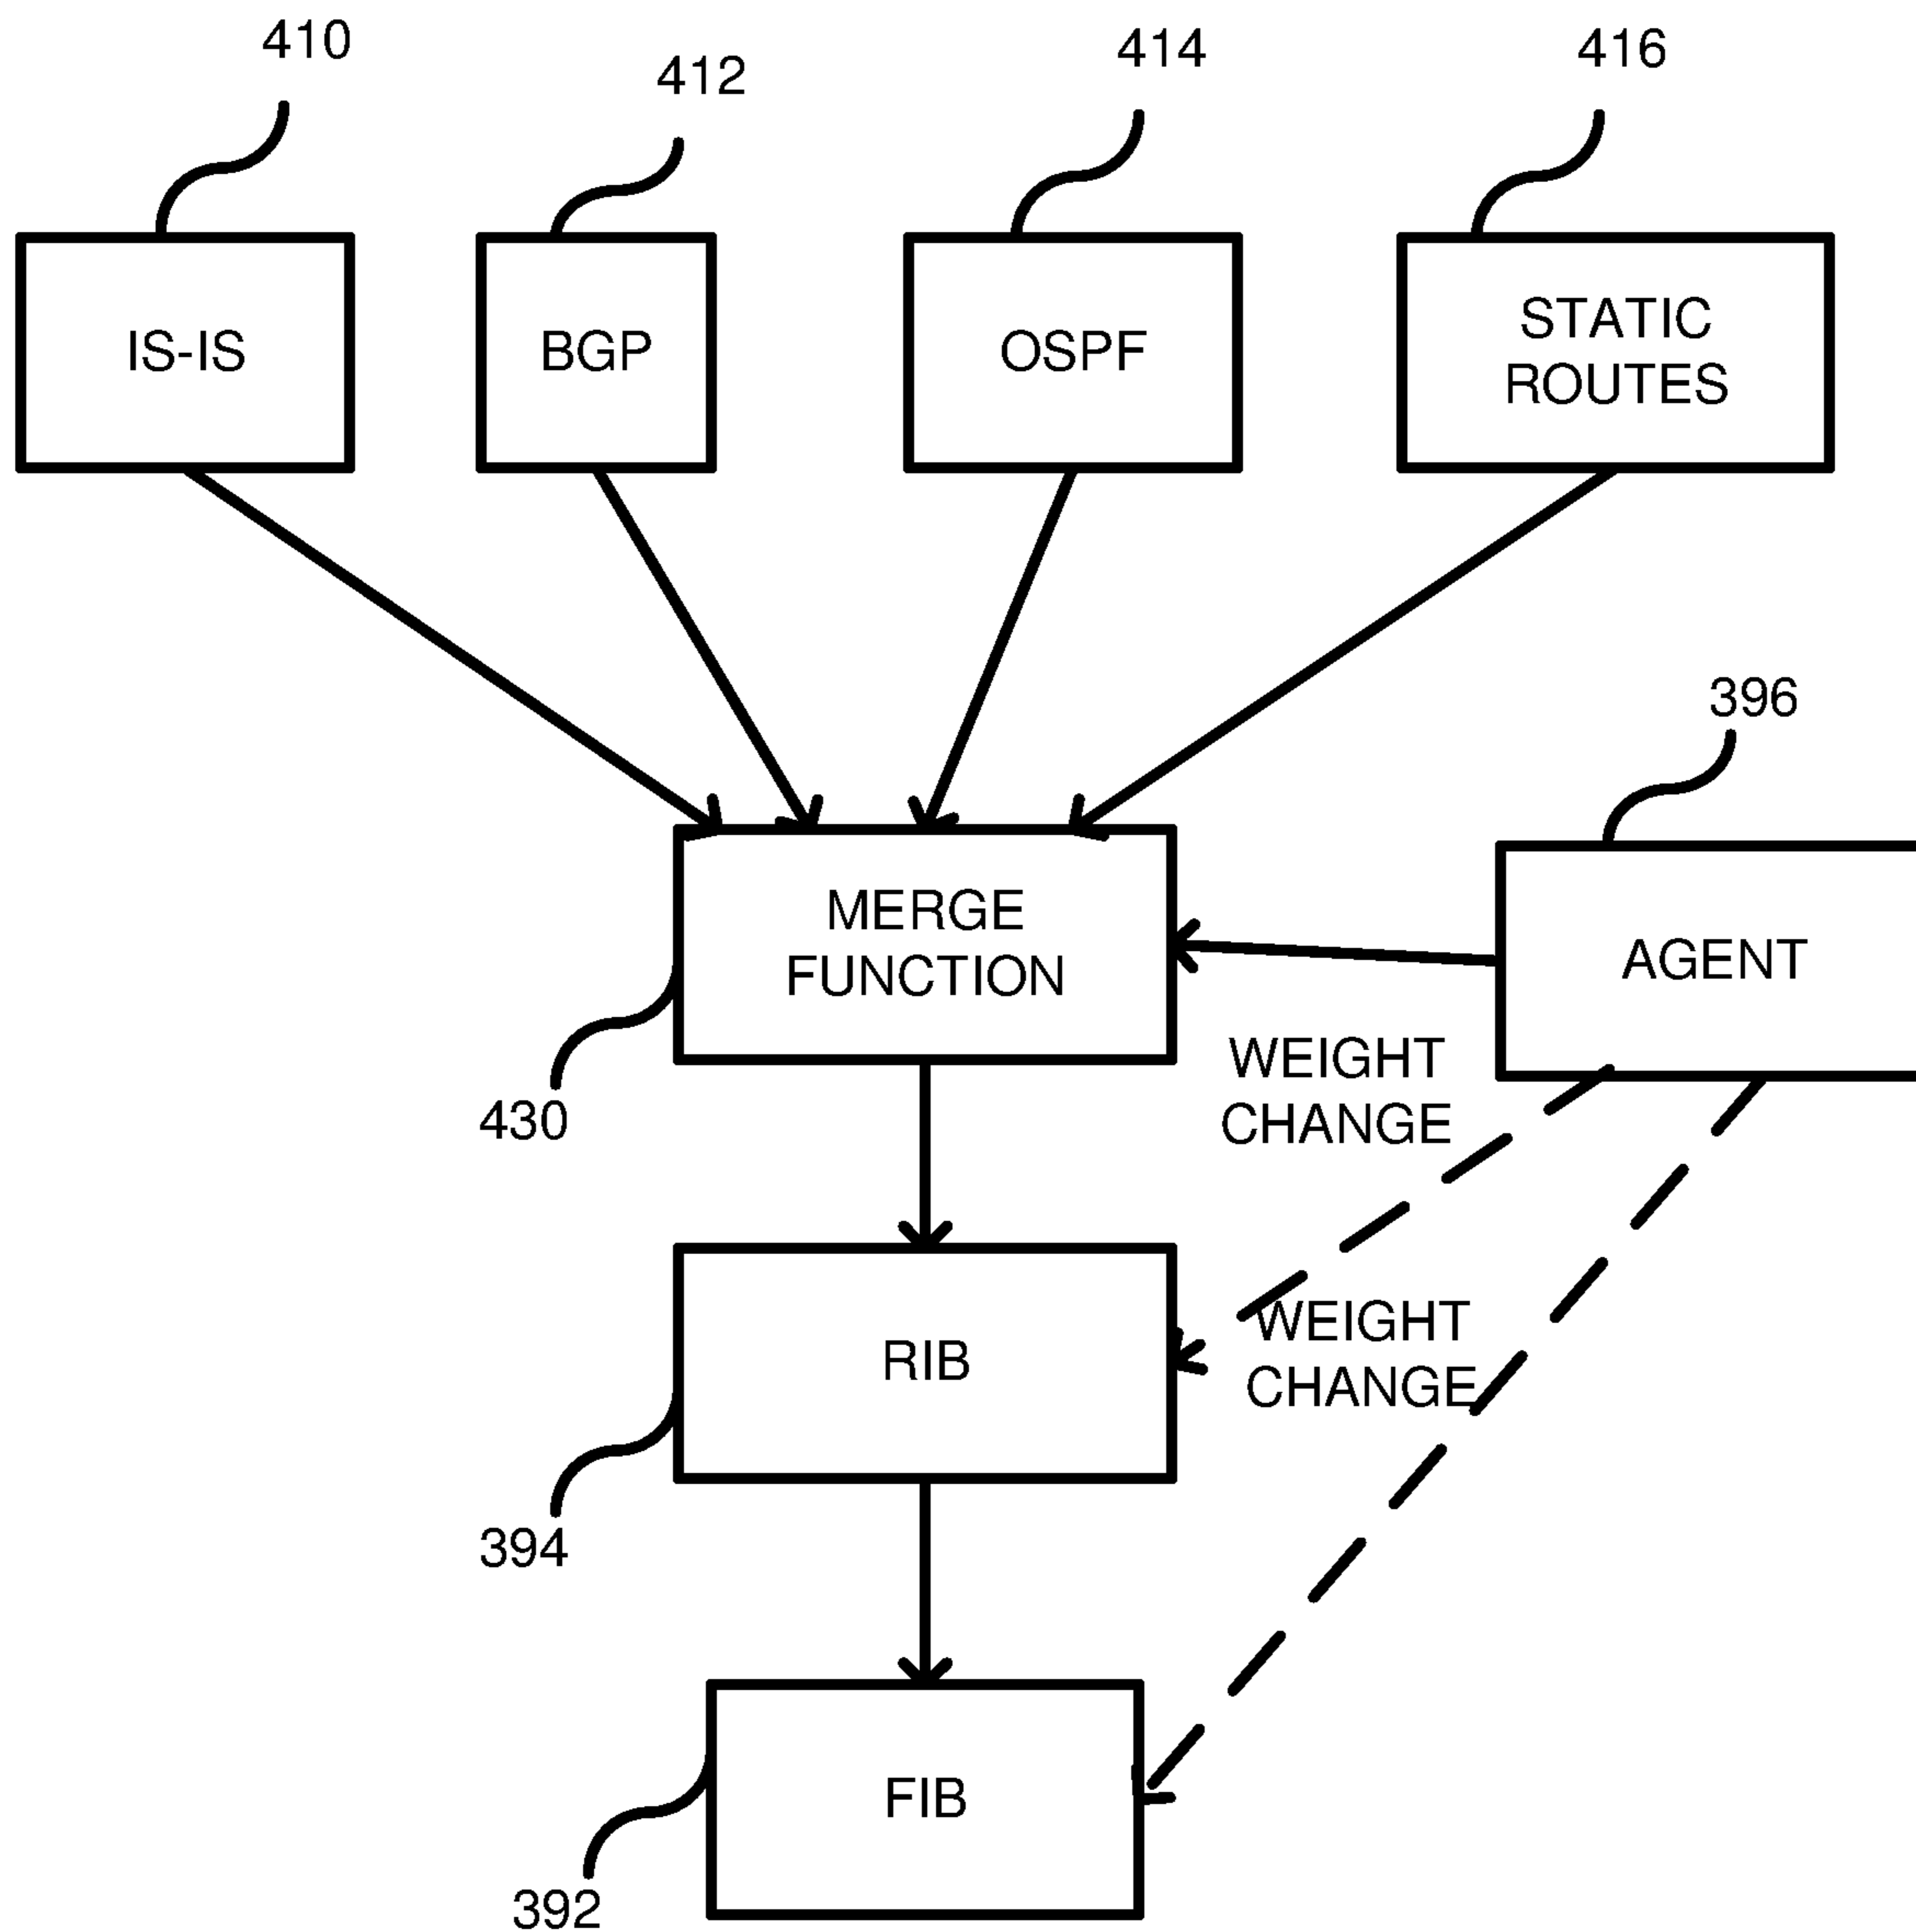 410
412
414
416
IS-IS
BGP
OSPF
STATIC
ROUTES
396
MERGE
FUNCTION
AGENT
430
WEIGHT
CHANGE
RIB
WEIGHT
CHANGE
394
FIB
392